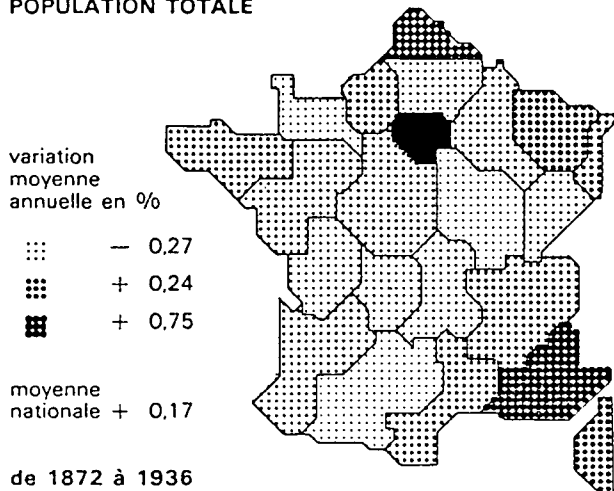 POPULATION TOTALE
variation
moyenne
annuelle en %
– 0,27
+ 0,24
+ 0,75
moyenne
nationale + 0,17
de 1872 à 1936